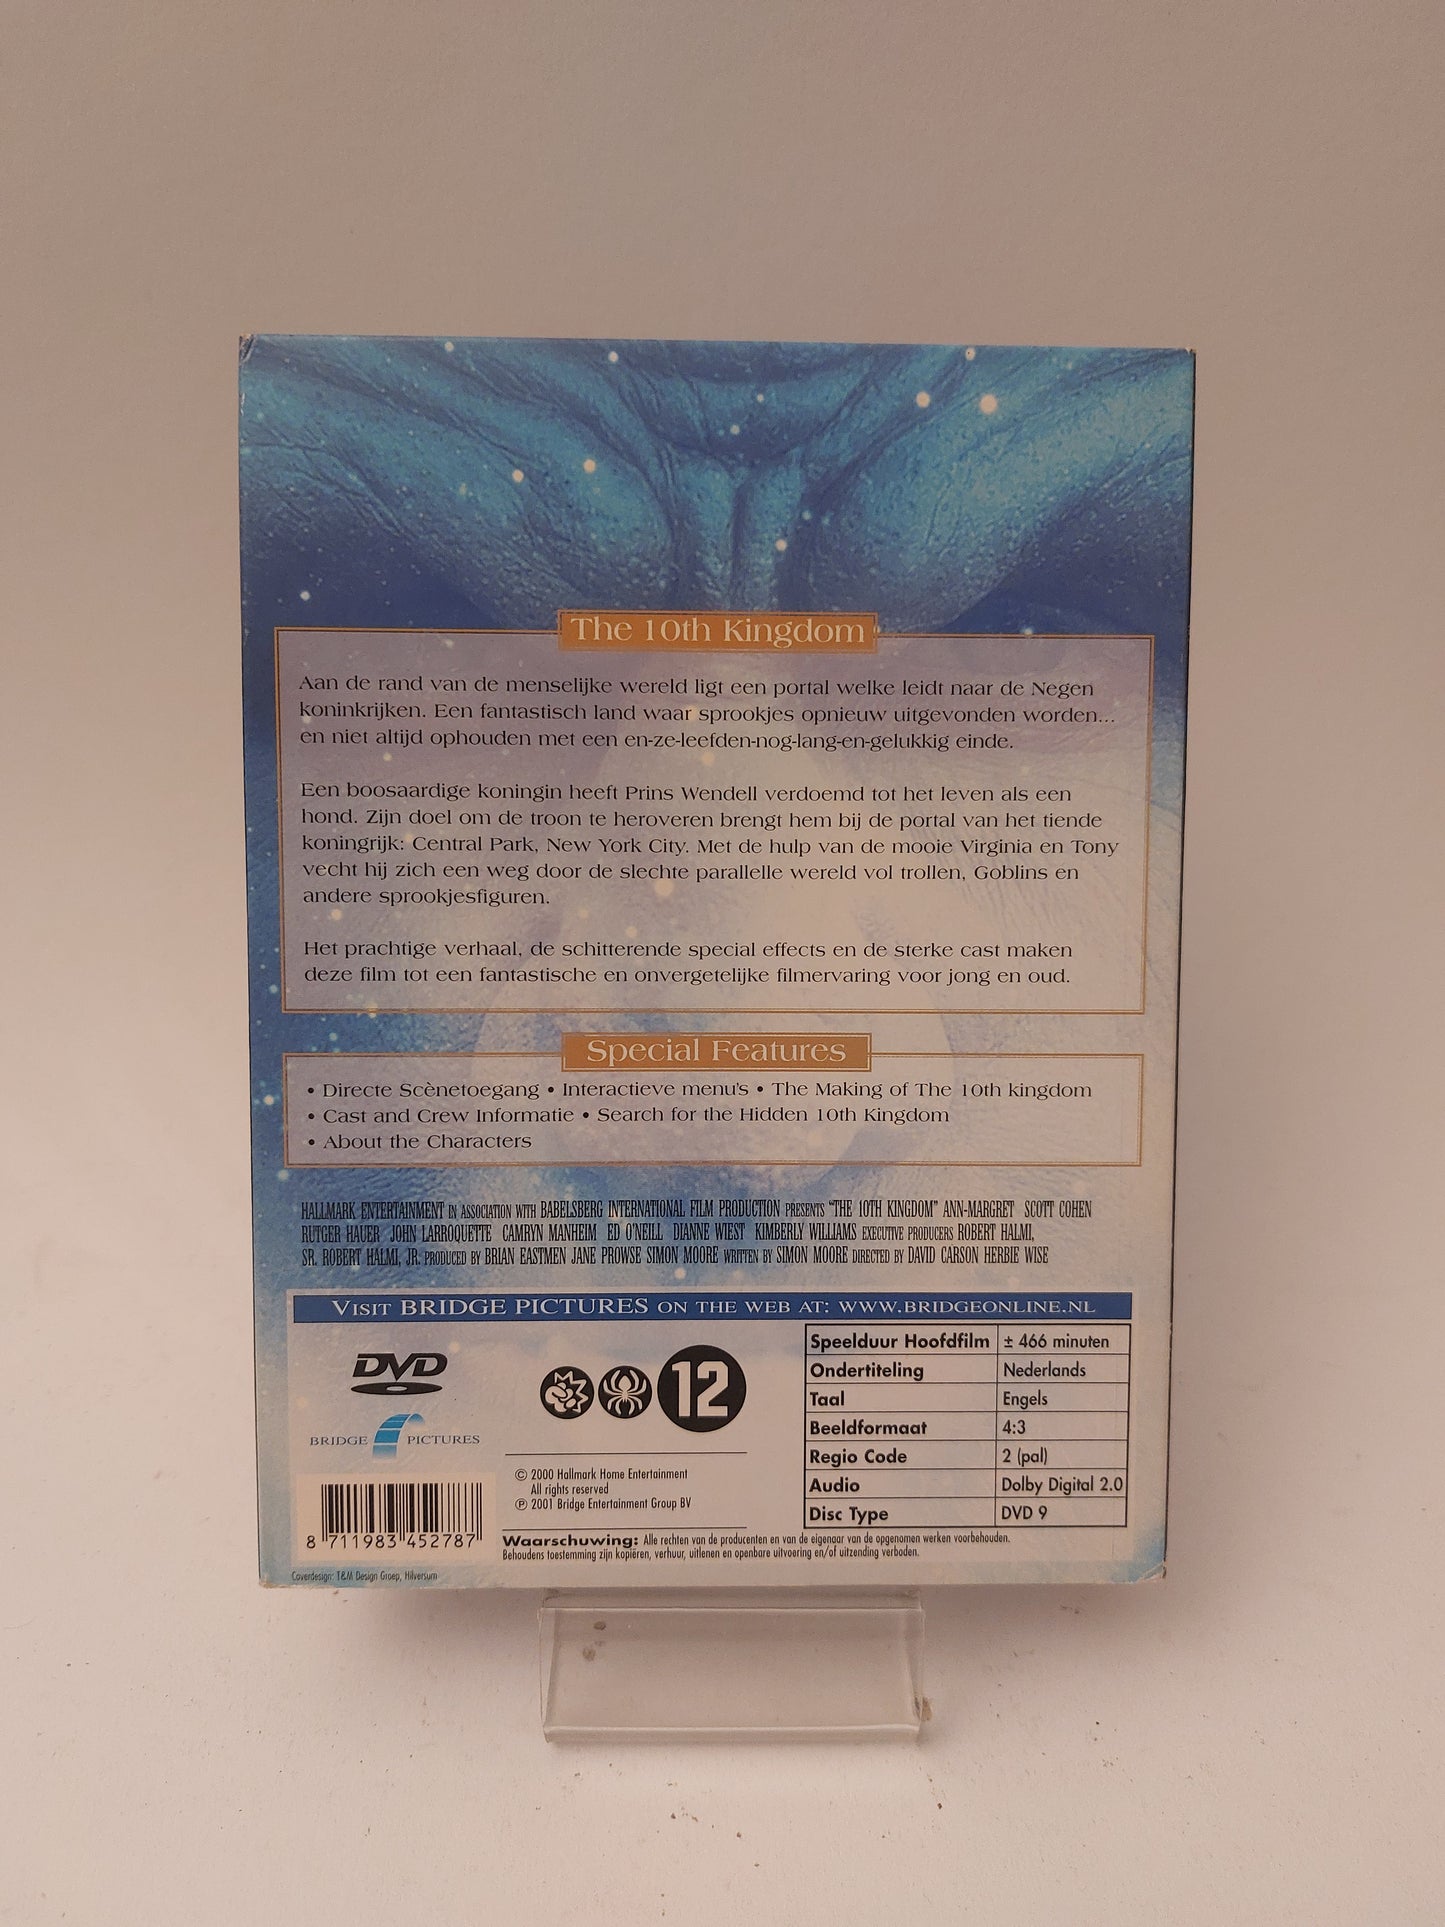 The 10th Kingdom
Aan de rand van de menselijke wereld ligt een portal welke leidt naar de Negen
koninkrijken. Een fantastisch land waar sprookjes opnieuw uitgevonden worden...
en niet altijd ophouden met een en-ze-leefden-nog-lang-en-gelukkig einde.
Een boosaardige koningin heeft Prins Wendell verdoemd tot het leven als een
hond. Zijn doel om de troon te heroveren brengt hem bij de portal van het tiende
koningrijk: Central Park, New York City. Met de hulp van de mooie Virginia en Tony
vecht hij zich een weg door de slechte parallelle wereld vol trollen, Goblins en
andere sprookjesfiguren.
Het prachtige verhaal, de schitterende special effects en de sterke cast maken
deze film tot een fantastische en onvergetelijke filmervaring voor jong en oud.
Special Features
• Directe Scènetoegang • Interactieve menu's • The Making of The 10th kingdom
• Cast and Crew Informatie • Search for the Hidden 10th Kingdom
• About the Characters
HALLMARK ENTERTAINMENT IN ASSOCIATION WITH BABELSBERG INTERNATIONAL FILM PRODUCTION PRESENTS "THE 10TH KINGDOM" ANN-MARGRET SCOTT COHEN
RUTGER HAUER JOHN LARROQUETTE CAMRYN MANHEIM ED O'NEILL DIANNE WIEST KIMBERLY WILLIAMS EXECUTIVE PRODUCERS ROBERT HALMI,
SR. ROBERT HALMI, JR. PRODUCED BY BRIAN EASTMEN JANE PROWSE SIMON MOORE WRITTEN BY SIMON MOORE DIRECTED BY DAVID CARSON HERBIE WISE
VISIT BRIDGE PICTURES ON THE WEB AT: WWW.BRIDGEONLINE.NL
DVD
BRIDGE PICTURES
12
Speelduur Hoofdfilm ± 466 minuten
Ondertiteling Nederlands
Taal Engels
Beeldformaat 4:3
Regio Code 2 (pal)
Audio Dolby Digital 2.0
Disc Type DVD 9
© 2000 Hallmark Home Entertainment
All rights reserved
℗ 2001 Bridge Entertainment Group BV
8 711983 452787
Waarschuwing: Alle rechten van de producenten en van de eigenaar van de opgenomen werken voorbehouden.
Behoudens toestemming zijn kopiëren, verhuur, uitlenen en openbare uitvoering en/of uitzending verboden.
Coverdesign: T&M Design Groep, Hilversum